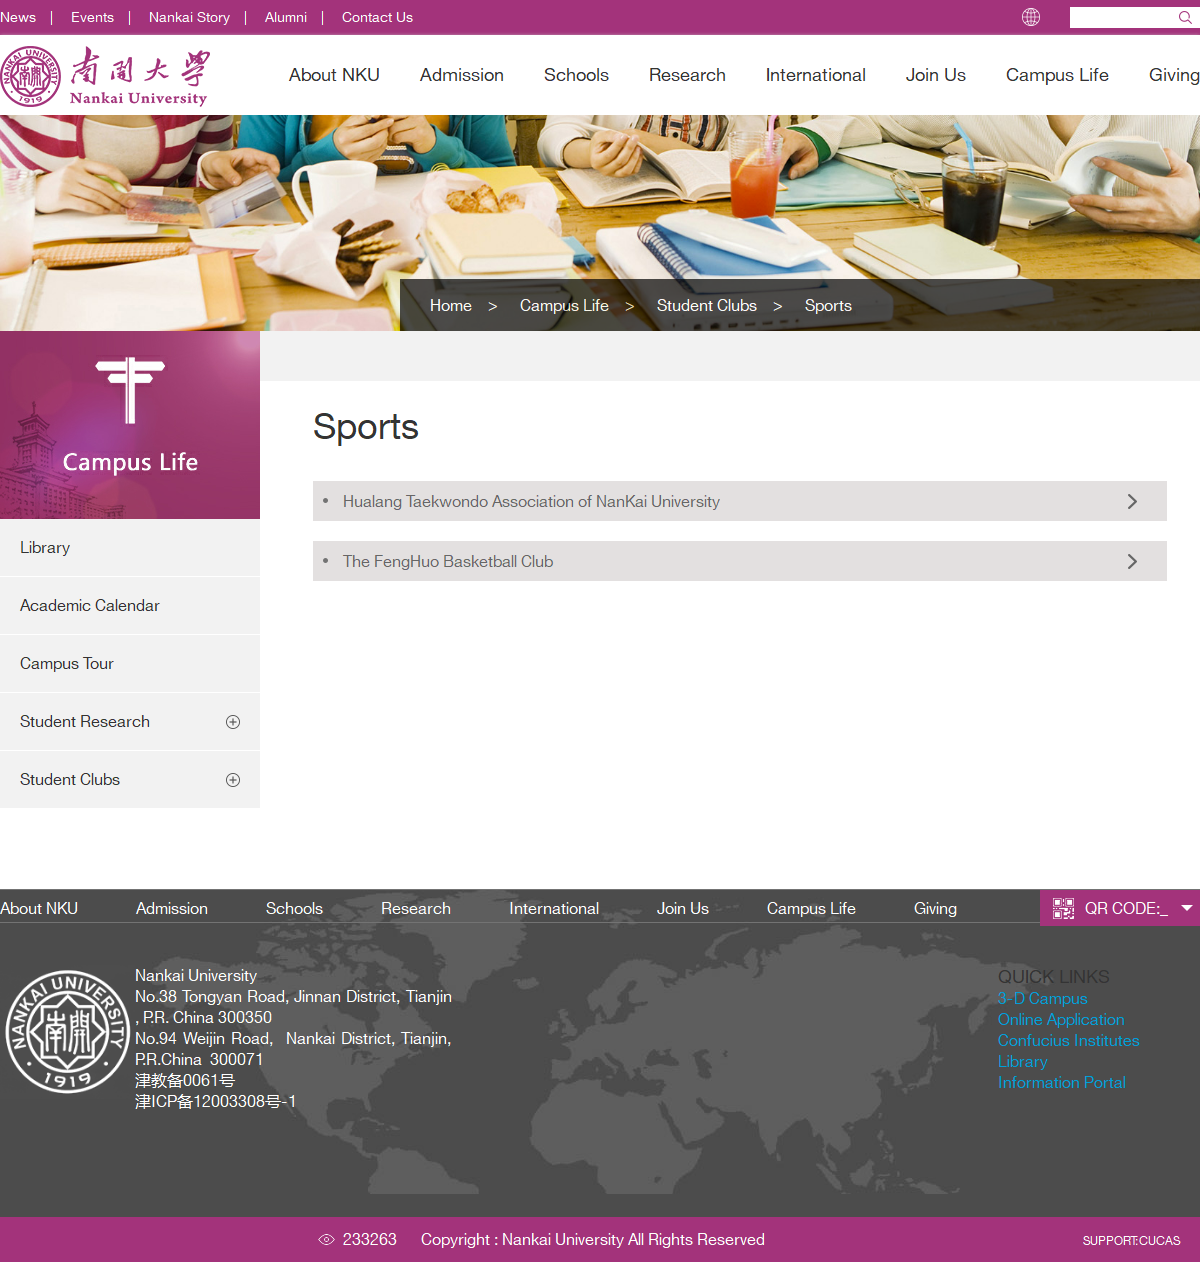 News | Events | Nankai Story | Alumni | Contact Us
NANKAI UNIVERSITY 南開 1919
南開大學
Nankai University
About NKU Admission Schools Research International Join Us Campus Life Giving
Home > Campus Life > Student Clubs > Sports
Campus Life
Sports
• Hualang Taekwondo Association of NanKai University
• The FengHuo Basketball Club
Library
Academic Calendar
Campus Tour
Student Research
Student Clubs
About NKU Admission Schools Research International Join Us Campus Life Giving
QR CODE:_
NANKAI UNIVERSITY 南開 1919
Nankai University
No.38 Tongyan Road, Jinnan District, Tianjin
, P.R. China 300350
No.94 Weijin Road, Nankai District, Tianjin,
P.R.China 300071
津教备0061号
津ICP备12003308号-1
QUICK LINKS
3-D Campus
Online Application
Confucius Institutes
Library
Information Portal
233263 Copyright : Nankai University All Rights Reserved
SUPPORT:CUCAS